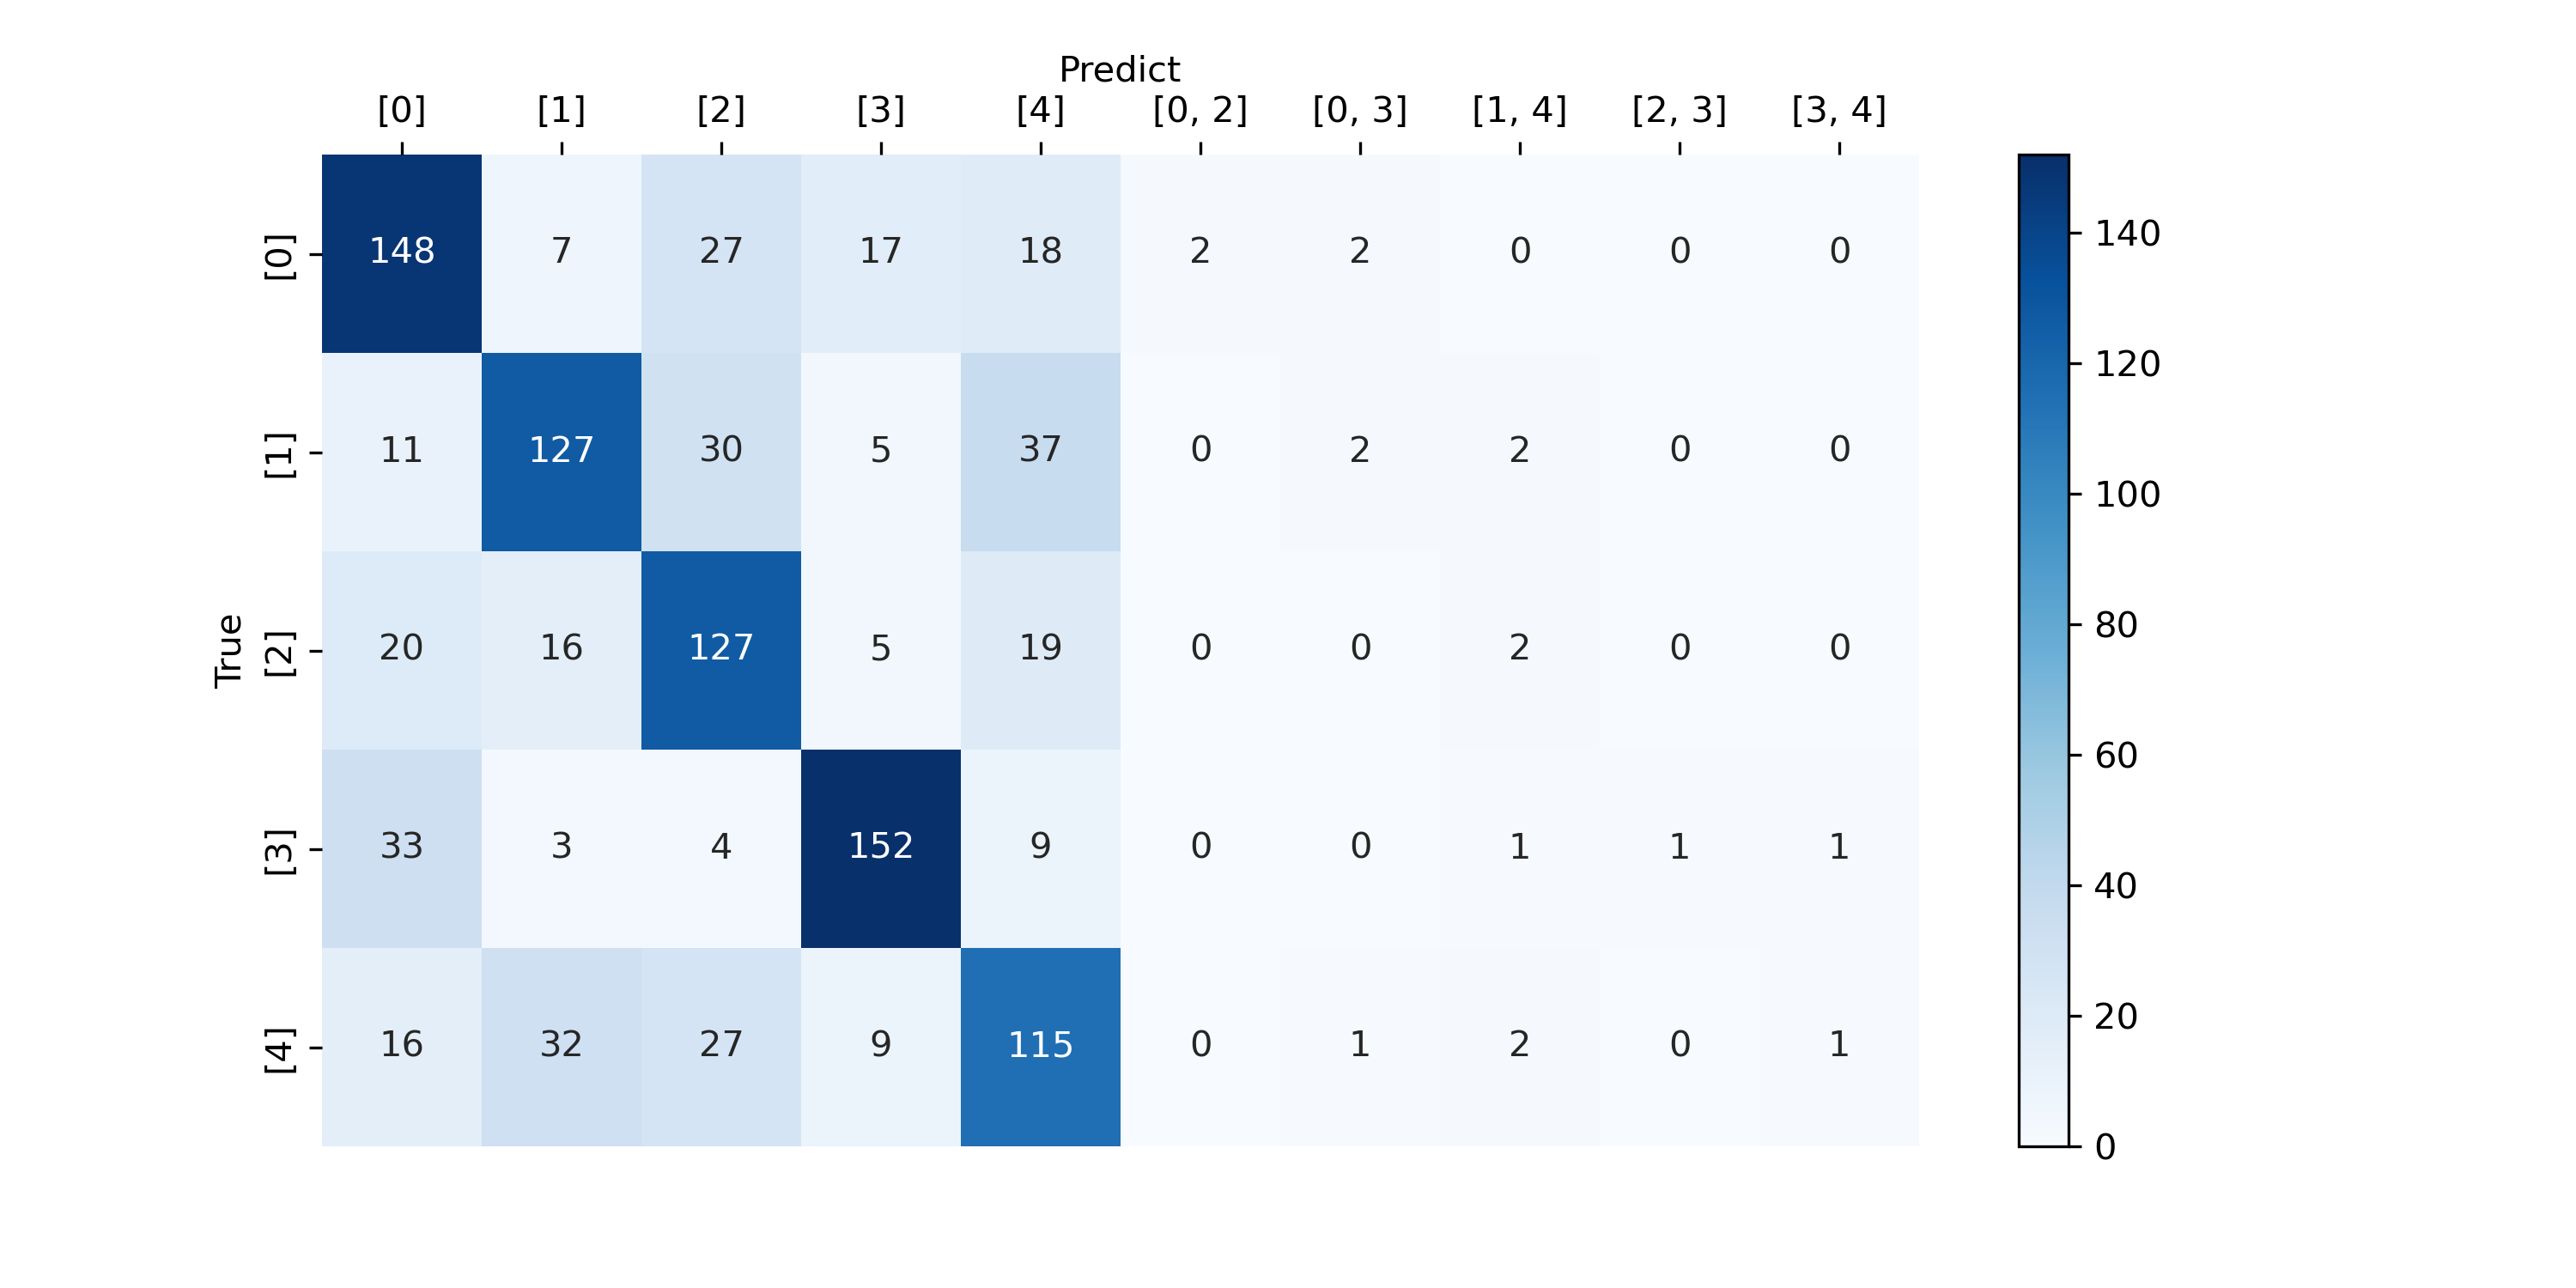 Predict
[0] [1] [2] [3] [4] [0, 2] [0, 3] [1, 4] [2, 3] [3, 4]
True
[0] 148 7 27 17 18 2 2 0 0 0
[1] 11 127 30 5 37 0 2 2 0 0
[2] 20 16 127 5 19 0 0 2 0 0
[3] 33 3 4 152 9 0 0 1 1 1
[4] 16 32 27 9 115 0 1 2 0 1
140
120
100
80
60
40
20
0